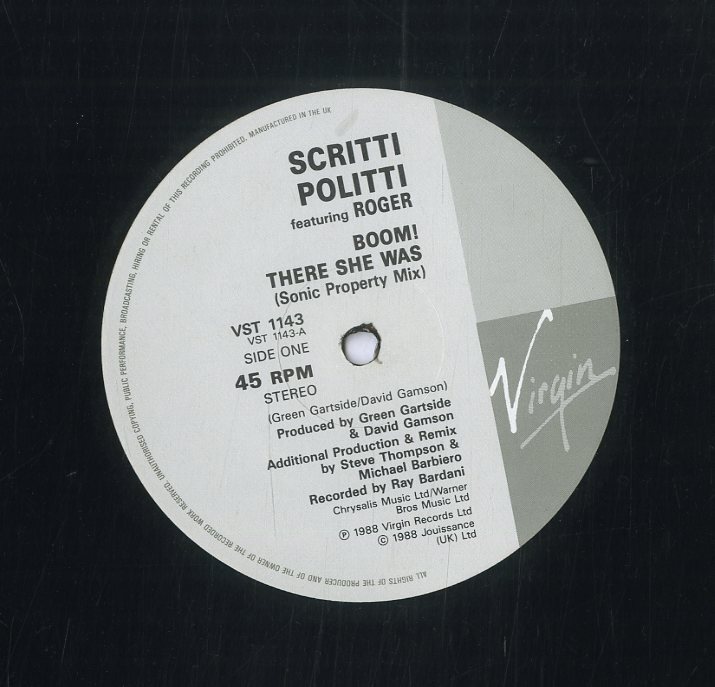 SCRITTI
POLITTI
featuring ROGER
BOOM!
THERE SHE WAS
(Sonic Property Mix)
VST 1143
VST 1143-A
SIDE ONE
45 RPM
STEREO
(Green Gartside/David Gamson)
Produced by Green Gartside
& David Gamson
Additional Production & Remix
by Steve Thompson &
Michael Barbiero
Recorded by Ray Bardani
Chrysalis Music Ltd/Warner
Bros Music Ltd
℗ 1988 Virgin Records Ltd
© 1988 Jouissance
(UK) Ltd
Virgin
ALL RIGHTS OF THE PRODUCER AND OF THE OWNER OF THE RECORDED WORK RESERVED. UNAUTHORISED COPYING, PUBLIC PERFORMANCE, BROADCASTING, HIRING OR RENTAL OF THIS RECORDING PROHIBITED. MANUFACTURED IN THE UK